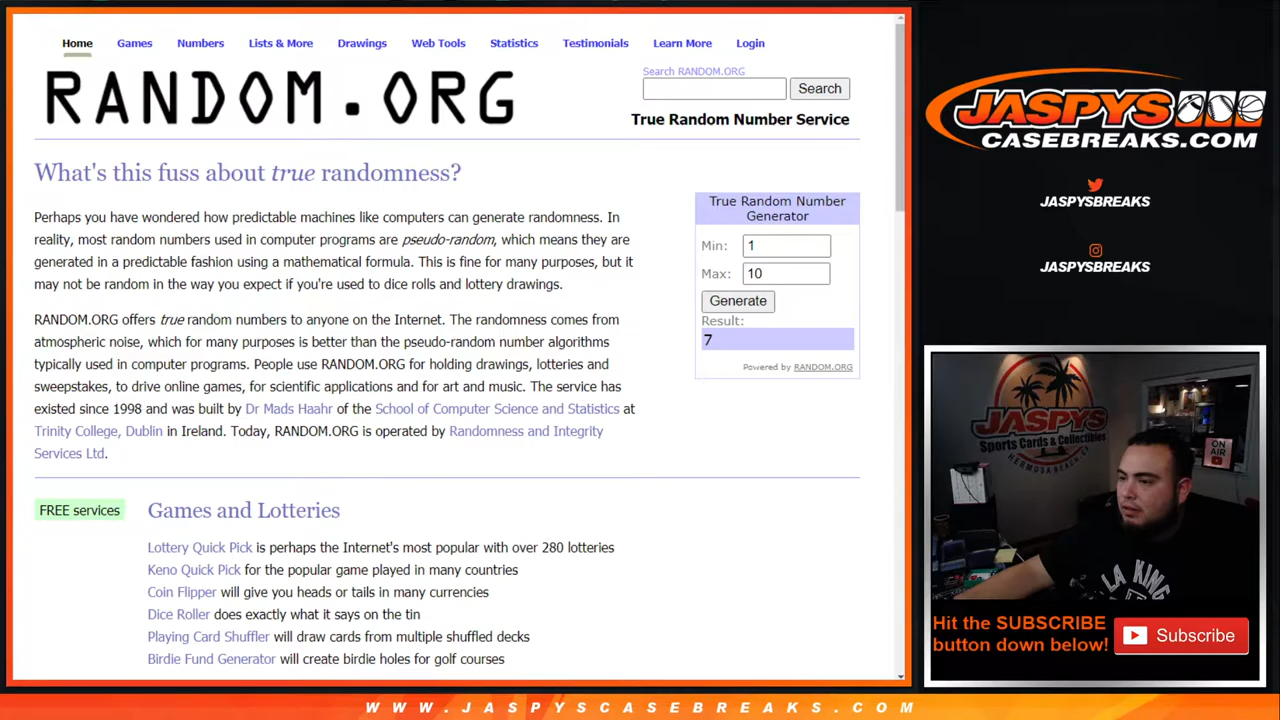 Home Games Numbers Lists & More Drawings Web Tools Statistics Testimonials Learn More Login
RANDOM.ORG
Search RANDOM.ORG
Search
True Random Number Service
What's this fuss about true randomness?
Perhaps you have wondered how predictable machines like computers can generate randomness. In
reality, most random numbers used in computer programs are pseudo-random, which means they are
generated in a predictable fashion using a mathematical formula. This is fine for many purposes, but it
may not be random in the way you expect if you're used to dice rolls and lottery drawings.
RANDOM.ORG offers true random numbers to anyone on the Internet. The randomness comes from
atmospheric noise, which for many purposes is better than the pseudo-random number algorithms
typically used in computer programs. People use RANDOM.ORG for holding drawings, lotteries and
sweepstakes, to drive online games, for scientific applications and for art and music. The service has
existed since 1998 and was built by Dr Mads Haahr of the School of Computer Science and Statistics at
Trinity College, Dublin in Ireland. Today, RANDOM.ORG is operated by Randomness and Integrity
Services Ltd.
True Random Number
Generator
Min: 1
Max: 10
Generate
Result:
7
Powered by RANDOM.ORG
FREE services
Games and Lotteries
Lottery Quick Pick is perhaps the Internet's most popular with over 280 lotteries
Keno Quick Pick for the popular game played in many countries
Coin Flipper will give you heads or tails in many currencies
Dice Roller does exactly what it says on the tin
Playing Card Shuffler will draw cards from multiple shuffled decks
Birdie Fund Generator will create birdie holes for golf courses
JASPYS
CASEBREAKS.COM
JASPYSBREAKS
JASPYSBREAKS
JASPYS
Sports Cards & Collectibles
HERMOSA BEACH, CA
ON AIR
LA KING
Hit the SUBSCRIBE
button down below!
Subscribe
WWW.JASPYSCASEBREAKS.COM